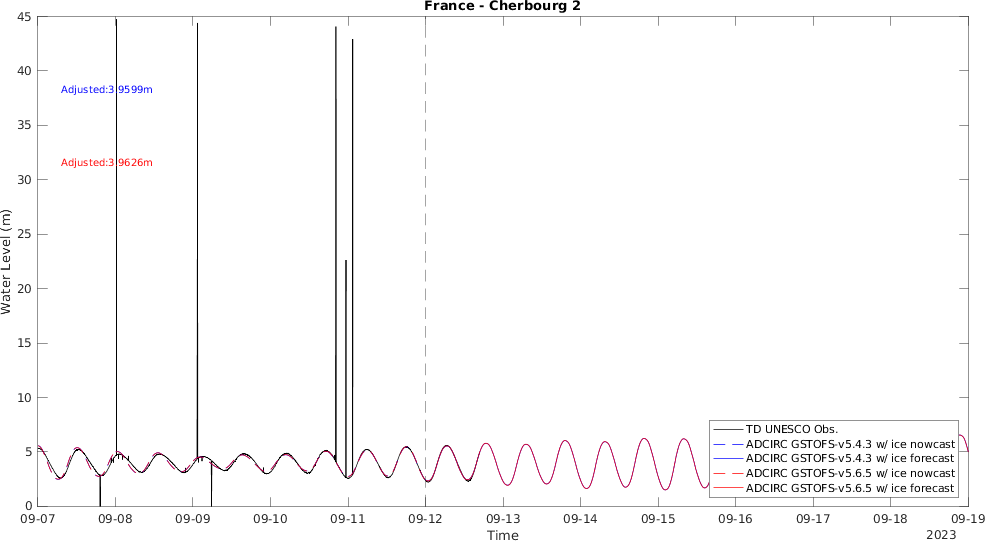 France - Cherbourg 2
45
40
35
30
25
20
15
10
5
0
Water Level (m)
Adjusted:3.9599m
Adjusted:3.9626m
TD UNESCO Obs.
ADCIRC GSTOFS-v5.4.3 w/ ice nowcast
ADCIRC GSTOFS-v5.4.3 w/ ice forecast
ADCIRC GSTOFS-v5.6.5 w/ ice nowcast
ADCIRC GSTOFS-v5.6.5 w/ ice forecast
09-07 09-08 09-09 09-10 09-11 09-12 09-13 09-14 09-15 09-16 09-17 09-18 09-19
Time
2023